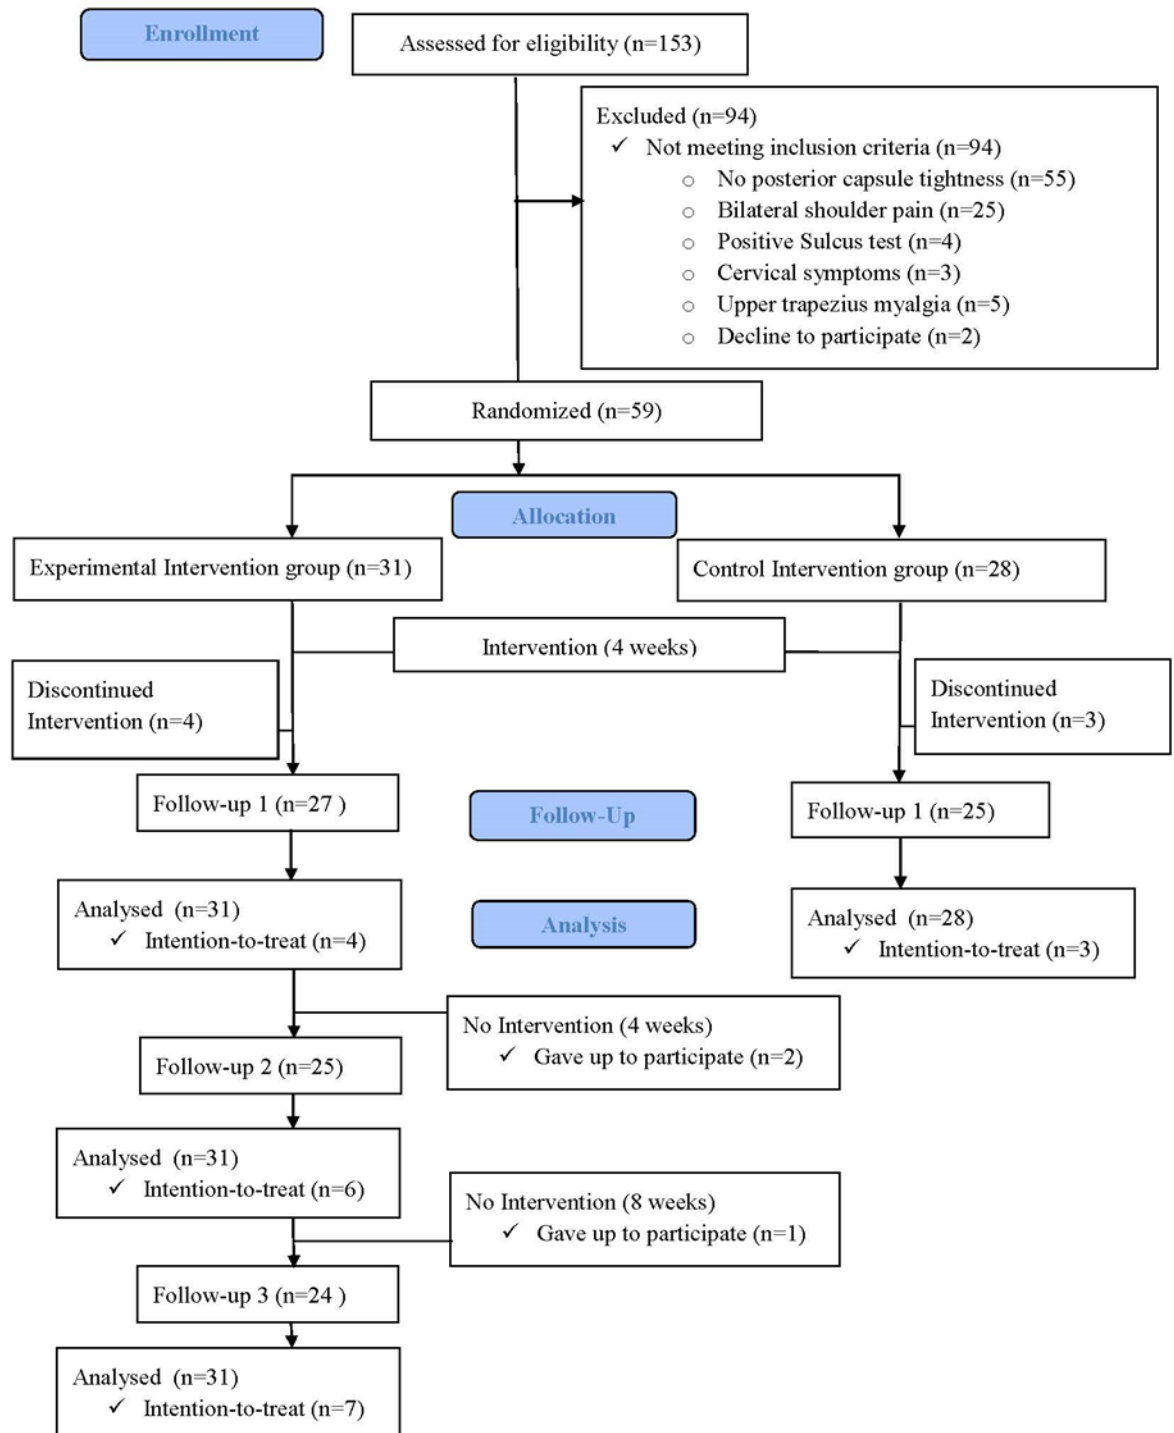 Enrollment
Assessed for eligibility (n=153)
Excluded (n=94)
✓ Not meeting inclusion criteria (n=94)
○ No posterior capsule tightness (n=55)
○ Bilateral shoulder pain (n=25)
○ Positive Sulcus test (n=4)
○ Cervical symptoms (n=3)
○ Upper trapezius myalgia (n=5)
○ Decline to participate (n=2)
Randomized (n=59)
Allocation
Experimental Intervention group (n=31)
Control Intervention group (n=28)
Intervention (4 weeks)
Discontinued
Intervention (n=4)
Discontinued
Intervention (n=3)
Follow-up 1 (n=27 )
Follow-Up
Follow-up 1 (n=25)
Analysed (n=31)
✓ Intention-to-treat (n=4)
Analysis
Analysed (n=28)
✓ Intention-to-treat (n=3)
No Intervention (4 weeks)
✓ Gave up to participate (n=2)
Follow-up 2 (n=25)
Analysed (n=31)
✓ Intention-to-treat (n=6)
No Intervention (8 weeks)
✓ Gave up to participate (n=1)
Follow-up 3 (n=24 )
Analysed (n=31)
✓ Intention-to-treat (n=7)